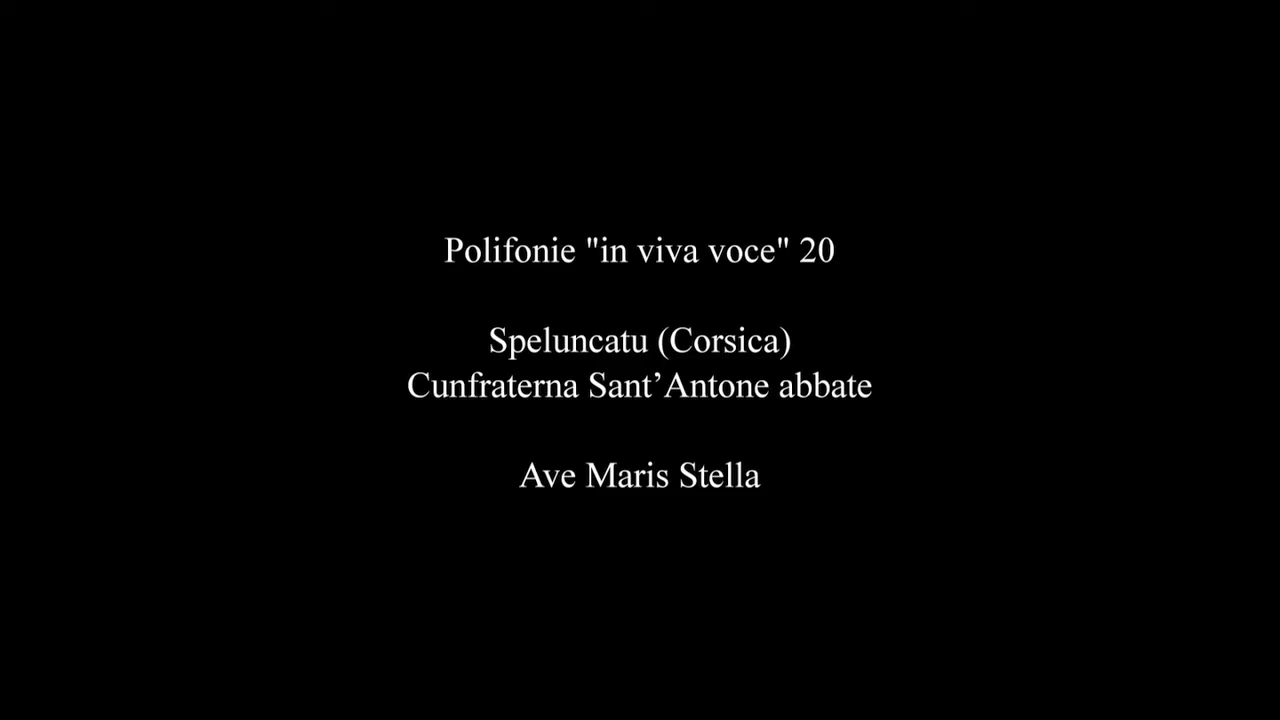 Polifonie "in viva voce" 20
Speluncatu (Corsica)
Cunfraterna Sant’Antone abbate
Ave Maris Stella